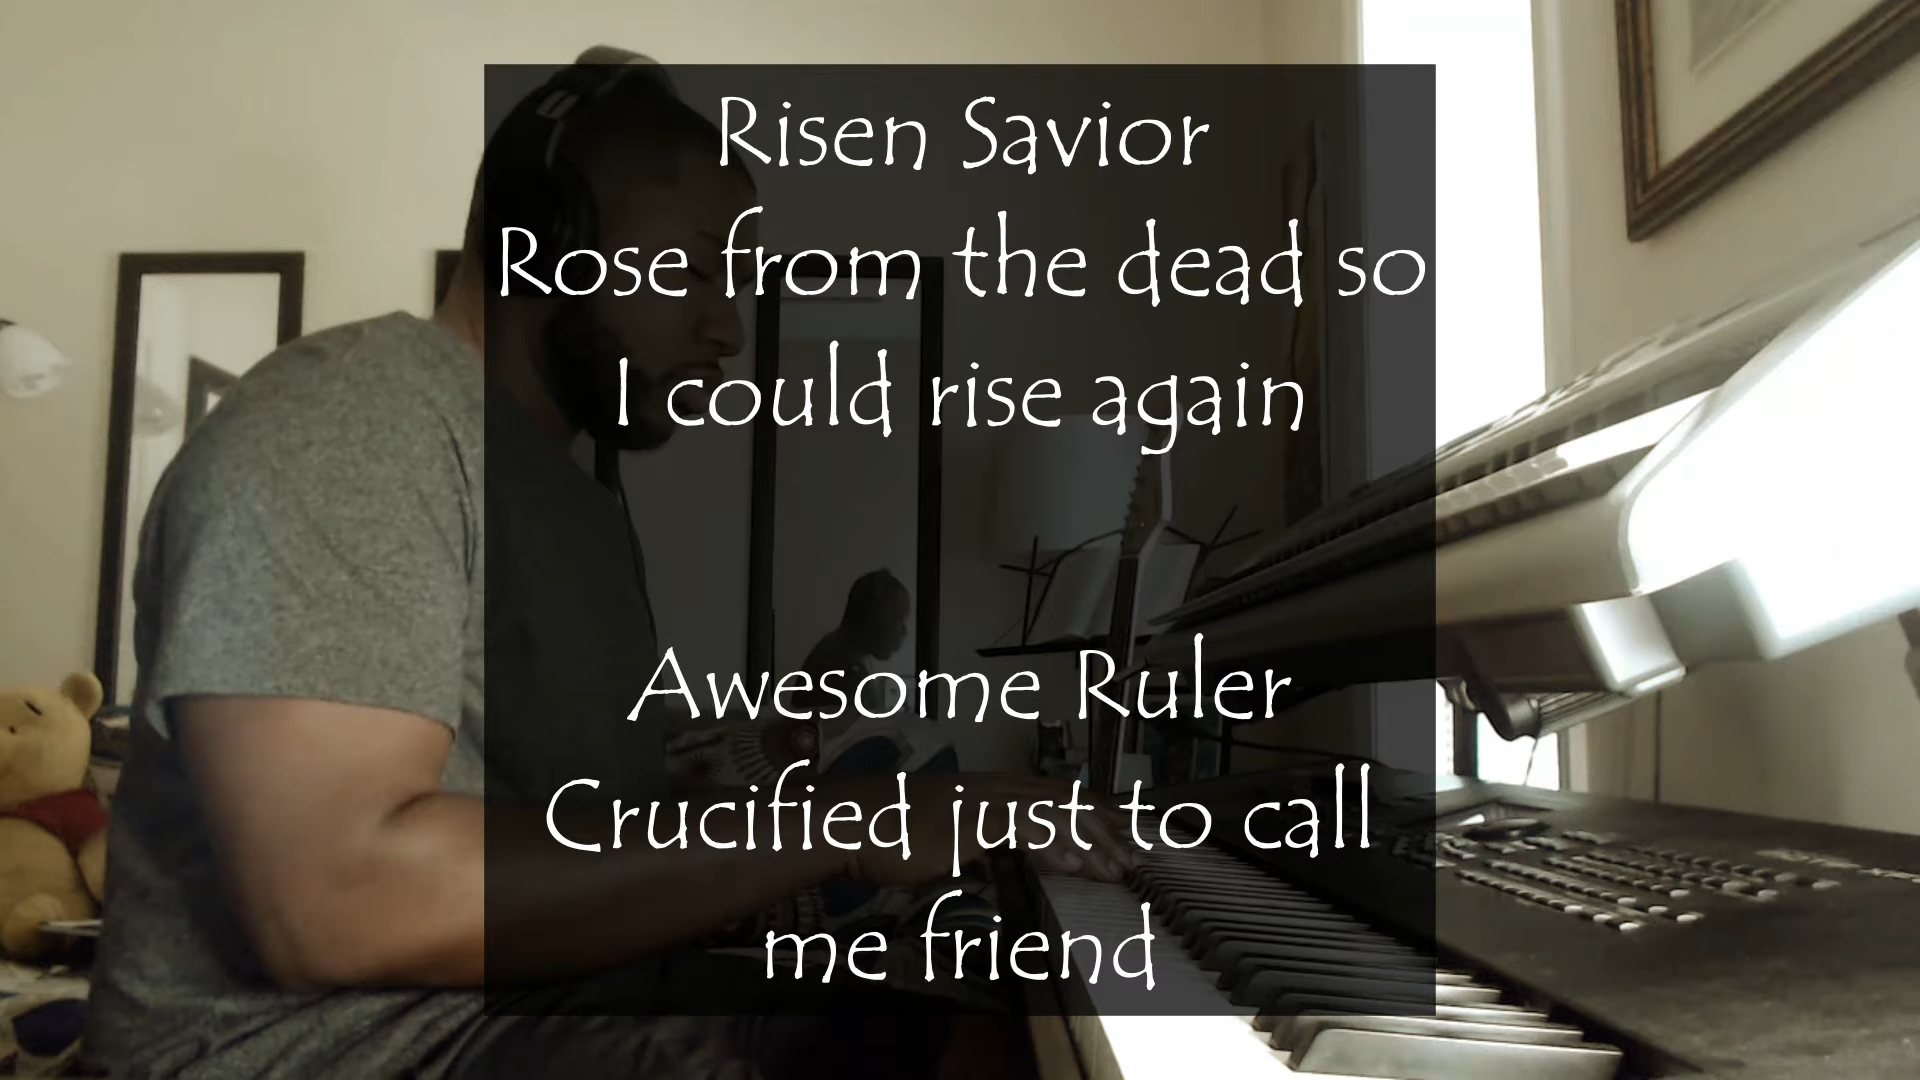 Risen Savior
Rose from the dead so
I could rise again
Awesome Ruler
Crucified just to call
me friend